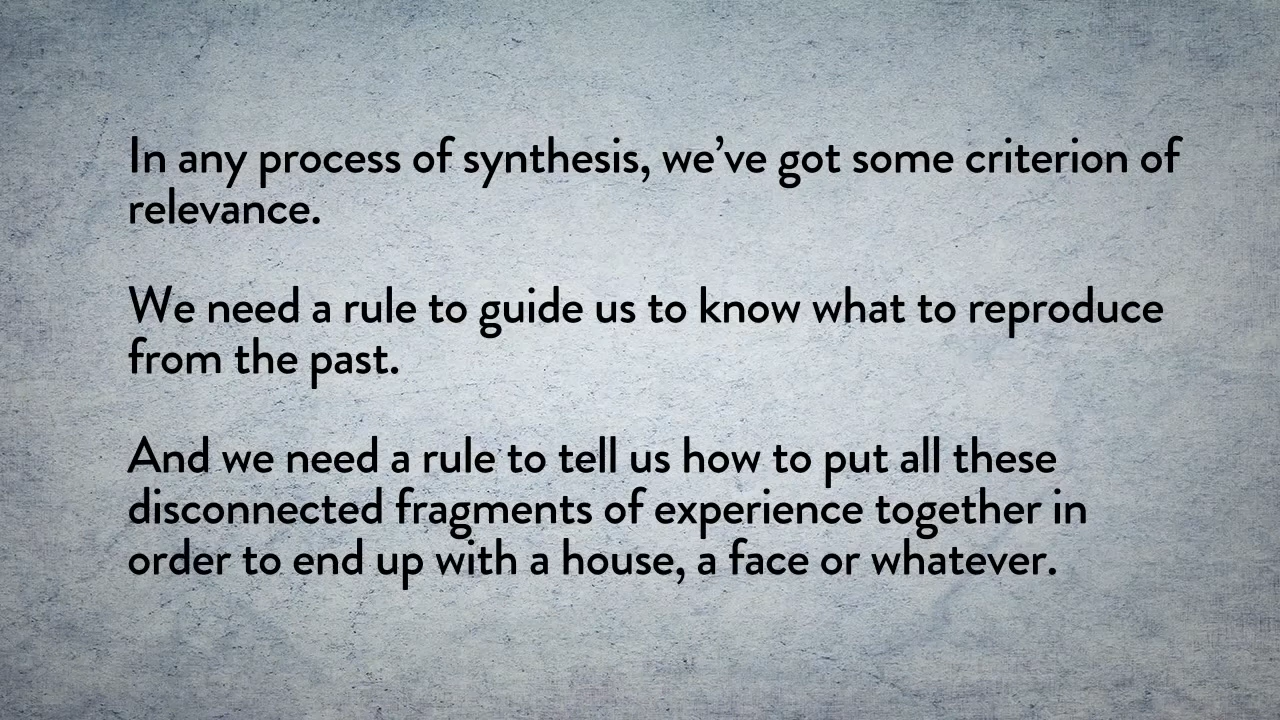 In any process of synthesis, we’ve got some criterion of
relevance.
We need a rule to guide us to know what to reproduce
from the past.
And we need a rule to tell us how to put all these
disconnected fragments of experience together in
order to end up with a house, a face or whatever.